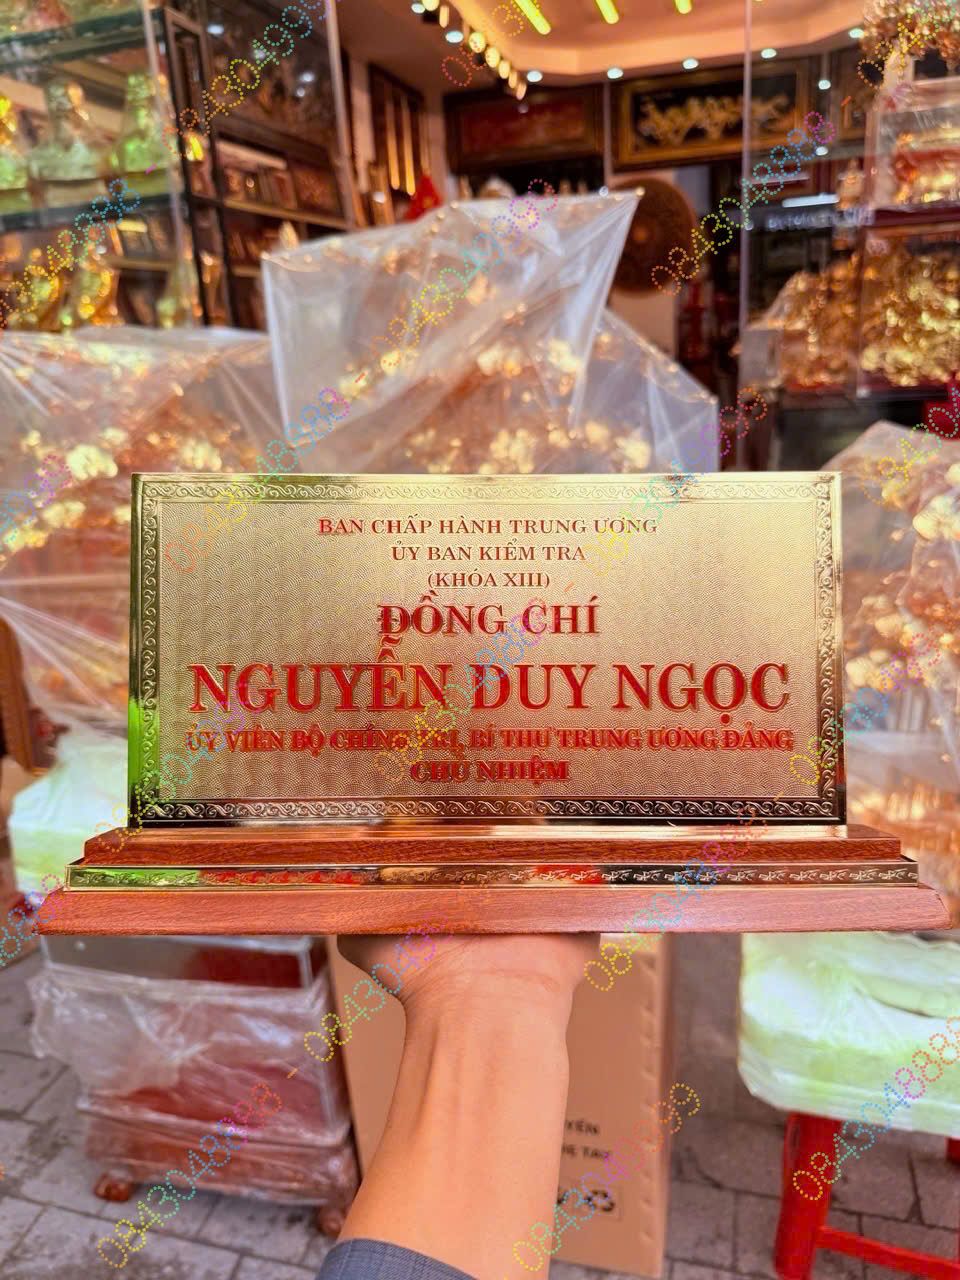 BAN CHẤP HÀNH TRUNG ƯƠNG
ỦY BAN KIỂM TRA
(KHÓA XIII)
ĐỒNG CHÍ
NGUYỄN DUY NGỌC
ỦY VIÊN BỘ CHÍNH TRỊ, BÍ THƯ TRUNG ƯƠNG ĐẢNG
CHỦ NHIỆM